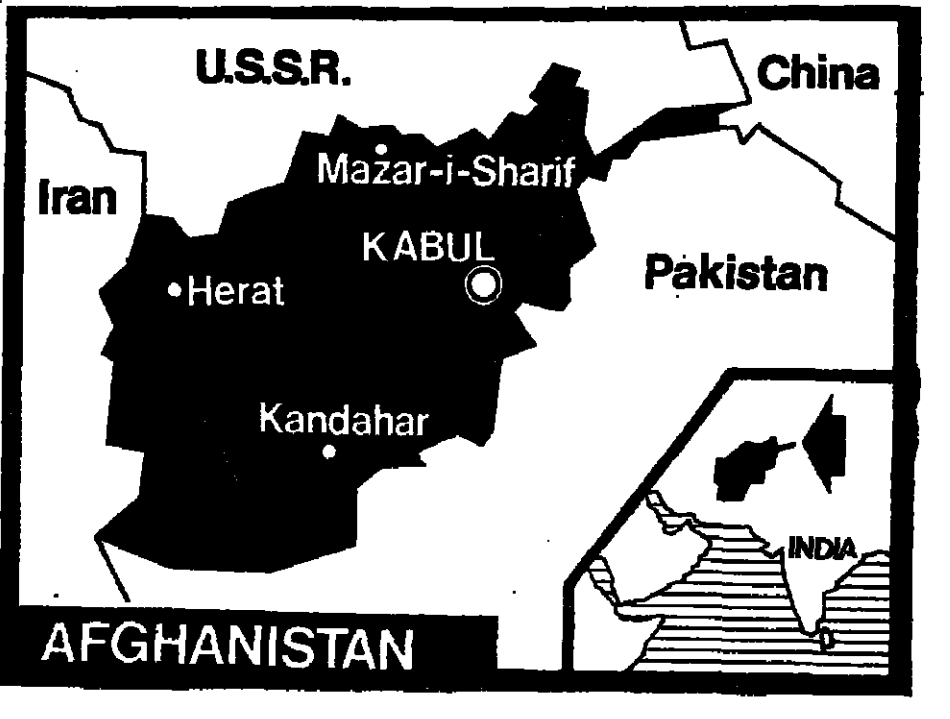 U.S.S.R.
China
Iran
Mazar-i-Sharif
KABUL
Pakistan
Herat
Kandahar
INDIA
AFGHANISTAN